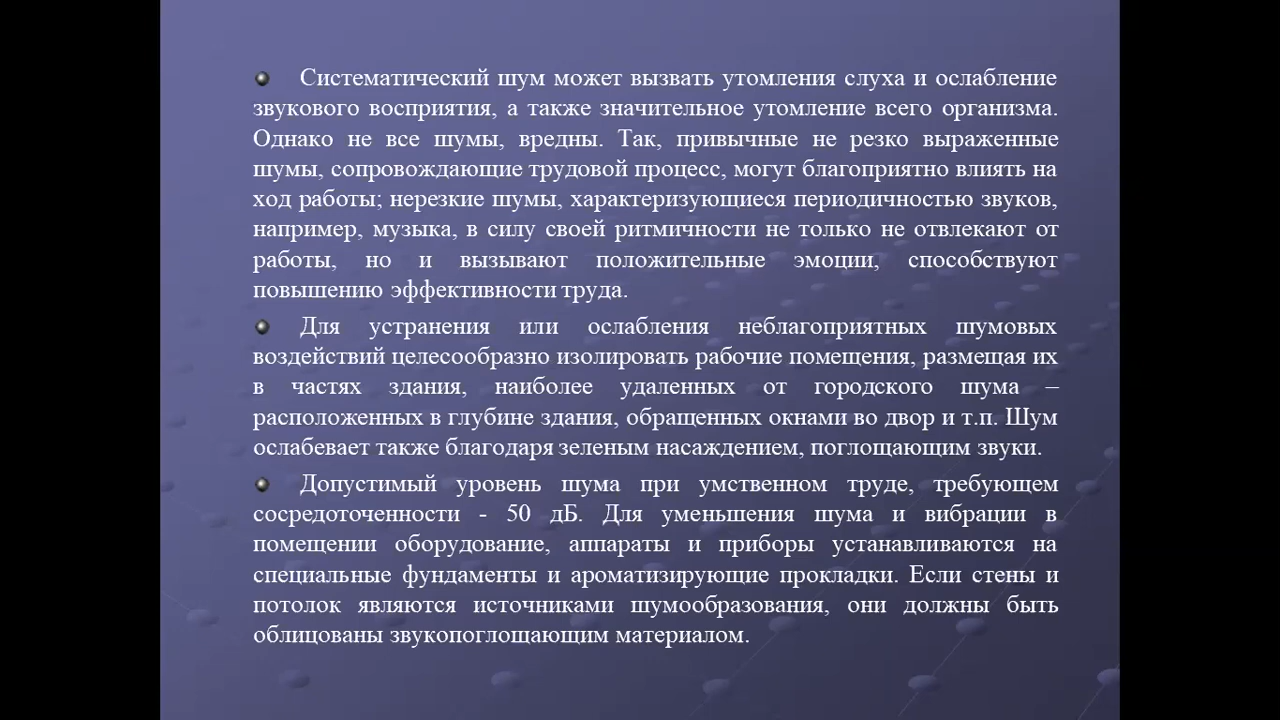 Систематический шум может вызвать утомления слуха и ослабление
звукового восприятия, а также значительное утомление всего организма.
Однако не все шумы, вредны. Так, привычные не резко выраженные
шумы, сопровождающие трудовой процесс, могут благоприятно влиять на
ход работы; нерезкие шумы, характеризующиеся периодичностью звуков,
например, музыка, в силу своей ритмичности не только не отвлекают от
работы, но и вызывают положительные эмоции, способствуют
повышению эффективности труда.
Для устранения или ослабления неблагоприятных шумовых
воздействий целесообразно изолировать рабочие помещения, размещая их
в частях здания, наиболее удаленных от городского шума –
расположенных в глубине здания, обращенных окнами во двор и т.п. Шум
ослабевает также благодаря зеленым насаждением, поглощающим звуки.
Допустимый уровень шума при умственном труде, требующем
сосредоточенности - 50 дБ. Для уменьшения шума и вибрации в
помещении оборудование, аппараты и приборы устанавливаются на
специальные фундаменты и ароматизирующие прокладки. Если стены и
потолок являются источниками шумообразования, они должны быть
облицованы звукопоглощающим материалом.